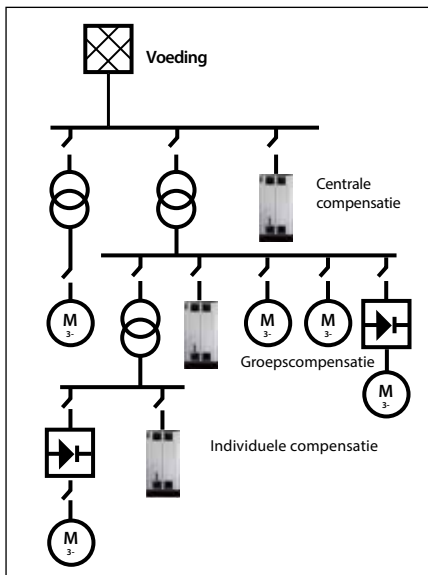 Voeding
Centrale
compensatie
M
3-
M
3-
M
3-
Groepscompensatie
M
3-
Individuele compensatie
M
3-